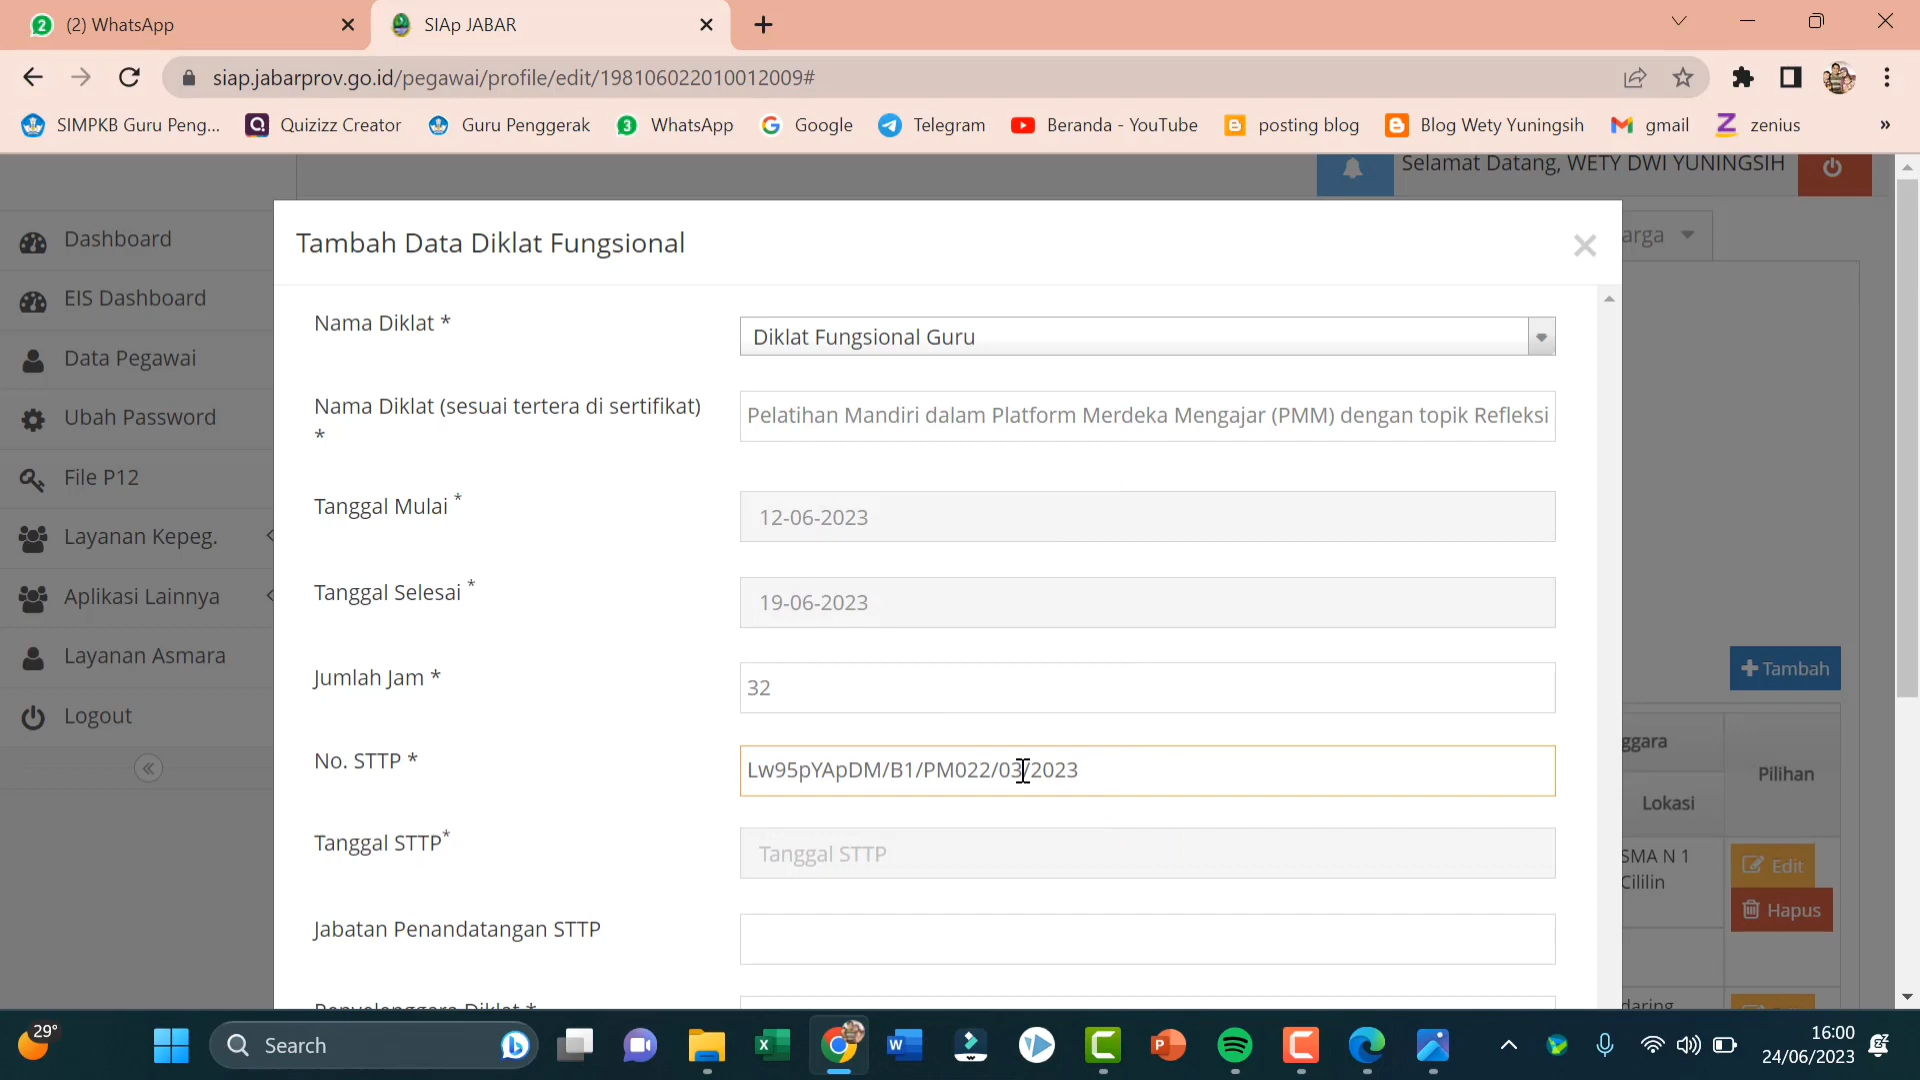 (2) WhatsApp
SIAp JABAR
siap.jabarprov.go.id/pegawai/profile/edit/198106022010012009#
SIMPKB Guru Peng...
Quizizz Creator
Guru Penggerak
WhatsApp
Google
Telegram
Beranda - YouTube
posting blog
Blog Wety Yuningsih
gmail
zenius
»
Selamat Datang, WETY DWI YUNINGSIH
Dashboard
EIS Dashboard
Data Pegawai
Ubah Password
File P12
Layanan Kepeg.
Aplikasi Lainnya
Layanan Asmara
Logout
Tambah Data Diklat Fungsional
Nama Diklat *
Diklat Fungsional Guru
Nama Diklat (sesuai tertera di sertifikat)
*
Pelatihan Mandiri dalam Platform Merdeka Mengajar (PMM) dengan topik Refleksi
Tanggal Mulai *
12-06-2023
Tanggal Selesai *
19-06-2023
Jumlah Jam *
32
No. STTP *
Lw95pYApDM/B1/PM022/03/2023
Tanggal STTP*
Tanggal STTP
Jabatan Penandatangan STTP
Penyelenggara Diklat *
arga
Tambah
ggara
Pilihan
Lokasi
SMA N 1
Cililin
Edit
Hapus
daring
29°
Search
16:00
24/06/2023